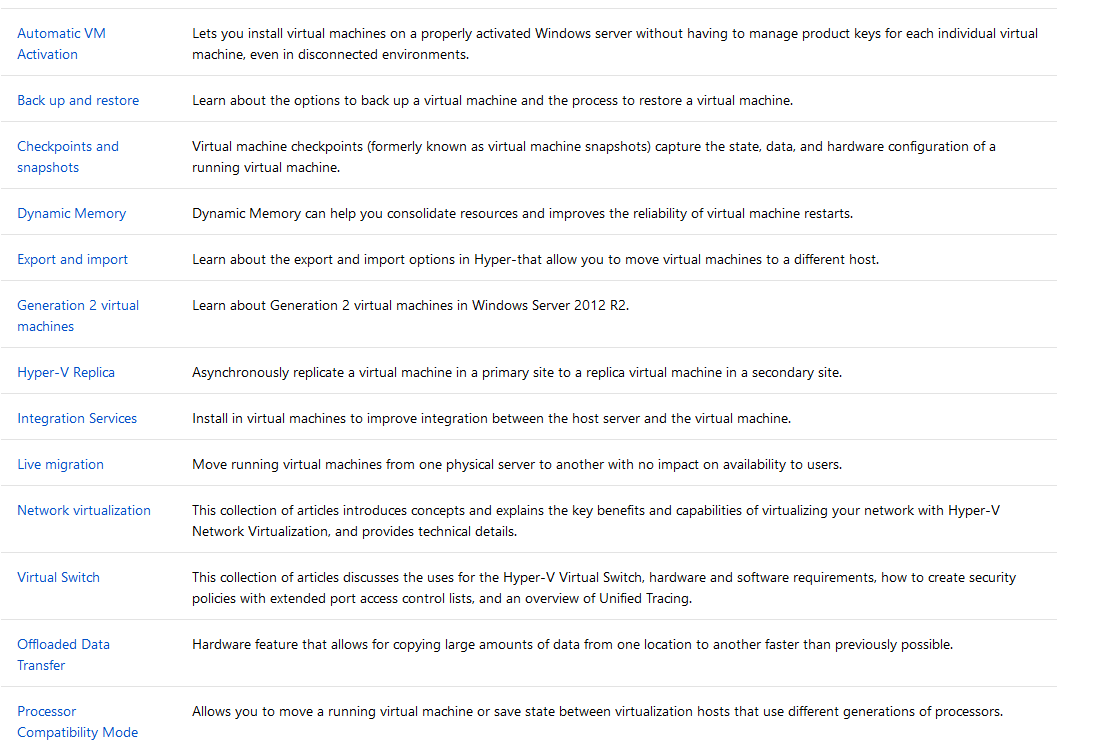 Automatic VM Lets you install virtual machines on a properly activated Windows server without having to manage product keys for each individual virtual
Activation machine, even in disconnected environments.
Back up and restore Learn about the options to back up a virtual machine and the process to restore a virtual machine.
Checkpoints and Virtual machine checkpoints (formerly known as virtual machine snapshots) capture the state, data, and hardware configuration of a
snapshots running virtual machine.
Dynamic Memory Dynamic Memory can help you consolidate resources and improves the reliability of virtual machine restarts.
Export and import Learn about the export and import options in Hyper-that allow you to move virtual machines to a different host.
Generation 2 virtual Learn about Generation 2 virtual machines in Windows Server 2012 R2.
machines
Hyper-V Replica Asynchronously replicate a virtual machine in a primary site to a replica virtual machine in a secondary site.
Integration Services Install in virtual machines to improve integration between the host server and the virtual machine.
Live migration Move running virtual machines from one physical server to another with no impact on availability to users.
Network virtualization This collection of articles introduces concepts and explains the key benefits and capabilities of virtualizing your network with Hyper-V
Network Virtualization, and provides technical details.
Virtual Switch This collection of articles discusses the uses for the Hyper-V Virtual Switch, hardware and software requirements, how to create security
policies with extended port access control lists, and an overview of Unified Tracing.
Offloaded Data Hardware feature that allows for copying large amounts of data from one location to another faster than previously possible.
Transfer
Processor Allows you to move a running virtual machine or save state between virtualization hosts that use different generations of processors.
Compatibility Mode